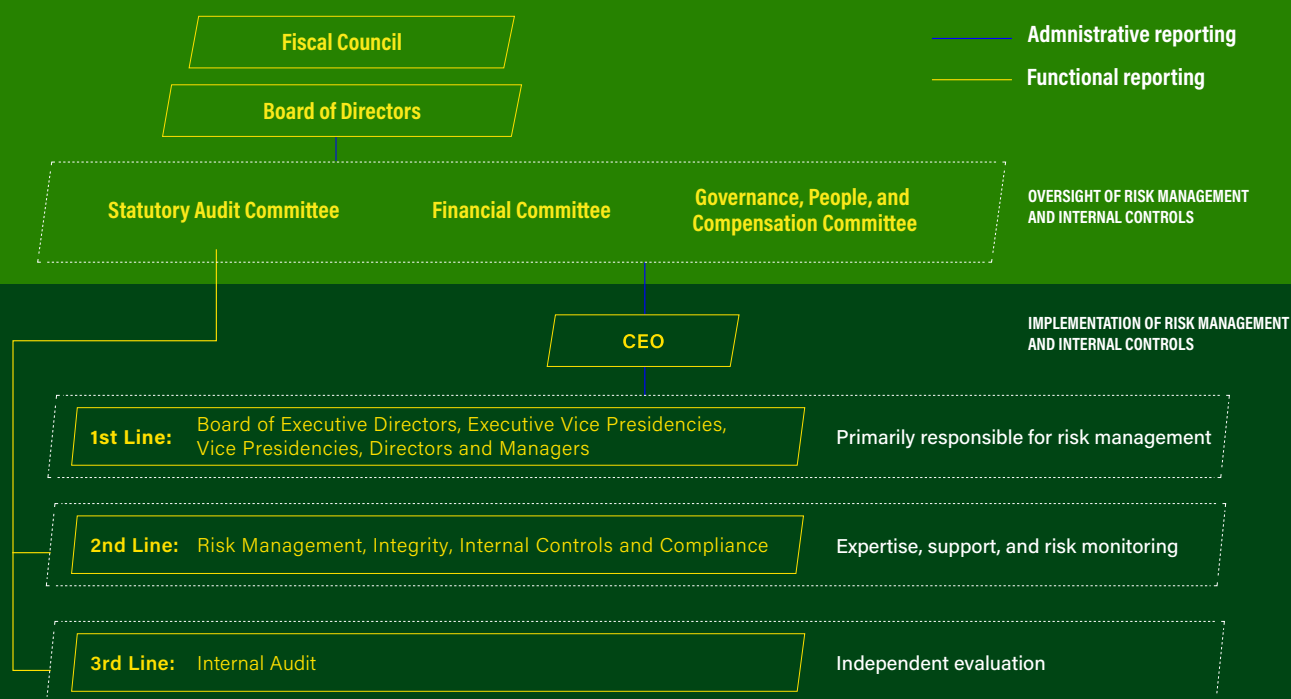 Fiscal Council
Admnistrative reporting
Functional reporting
Board of Directors
Statutory Audit Committee
Financial Committee
Governance, People, and
Compensation Committee
OVERSIGHT OF RISK MANAGEMENT
AND INTERNAL CONTROLS
IMPLEMENTATION OF RISK MANAGEMENT
AND INTERNAL CONTROLS
CEO
1st Line:
Board of Executive Directors, Executive Vice Presidencies,
Vice Presidencies, Directors and Managers
Primarily responsible for risk management
2nd Line:
Risk Management, Integrity, Internal Controls and Compliance
Expertise, support, and risk monitoring
3rd Line:
Internal Audit
Independent evaluation